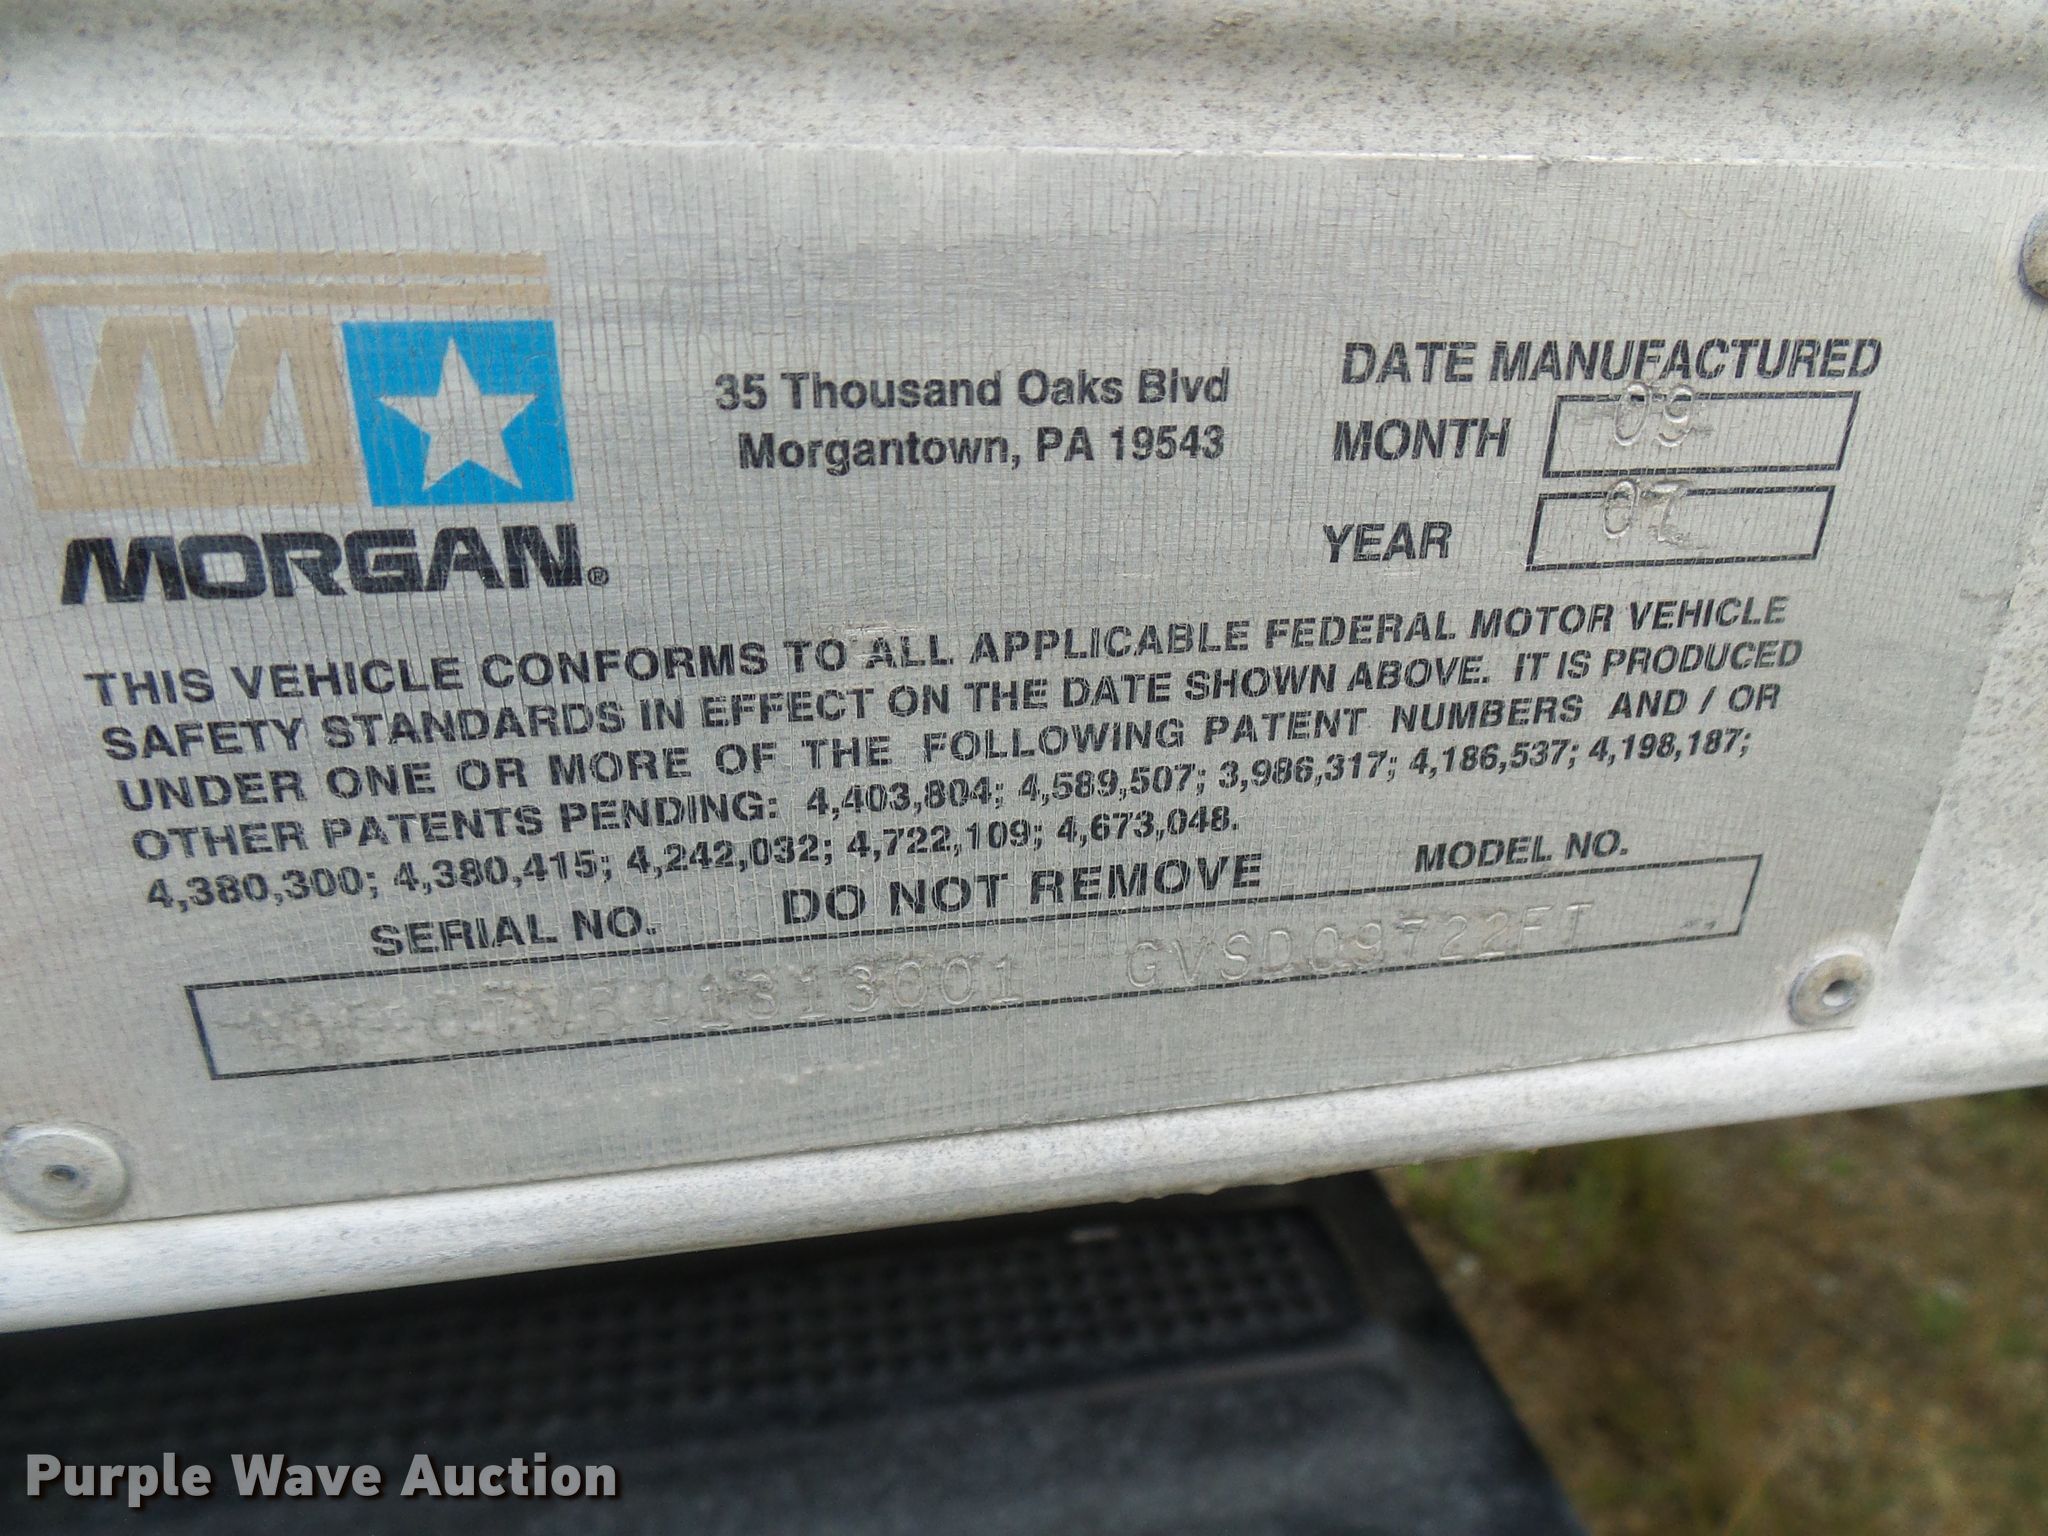 MORGAN®
35 Thousand Oaks Blvd
Morgantown, PA 19543
DATE MANUFACTURED
MONTH 09
YEAR 07
THIS VEHICLE CONFORMS TO ALL APPLICABLE FEDERAL MOTOR VEHICLE
SAFETY STANDARDS IN EFFECT ON THE DATE SHOWN ABOVE. IT IS PRODUCED
UNDER ONE OR MORE OF THE FOLLOWING PATENT NUMBERS AND / OR
OTHER PATENTS PENDING: 4,403,804; 4,589,507; 3,986,317; 4,186,537; 4,198,187;
4,380,300; 4,380,415; 4,242,032; 4,722,109; 4,673,048.
SERIAL NO. DO NOT REMOVE MODEL NO.
GVSD09722FT
Purple Wave Auction